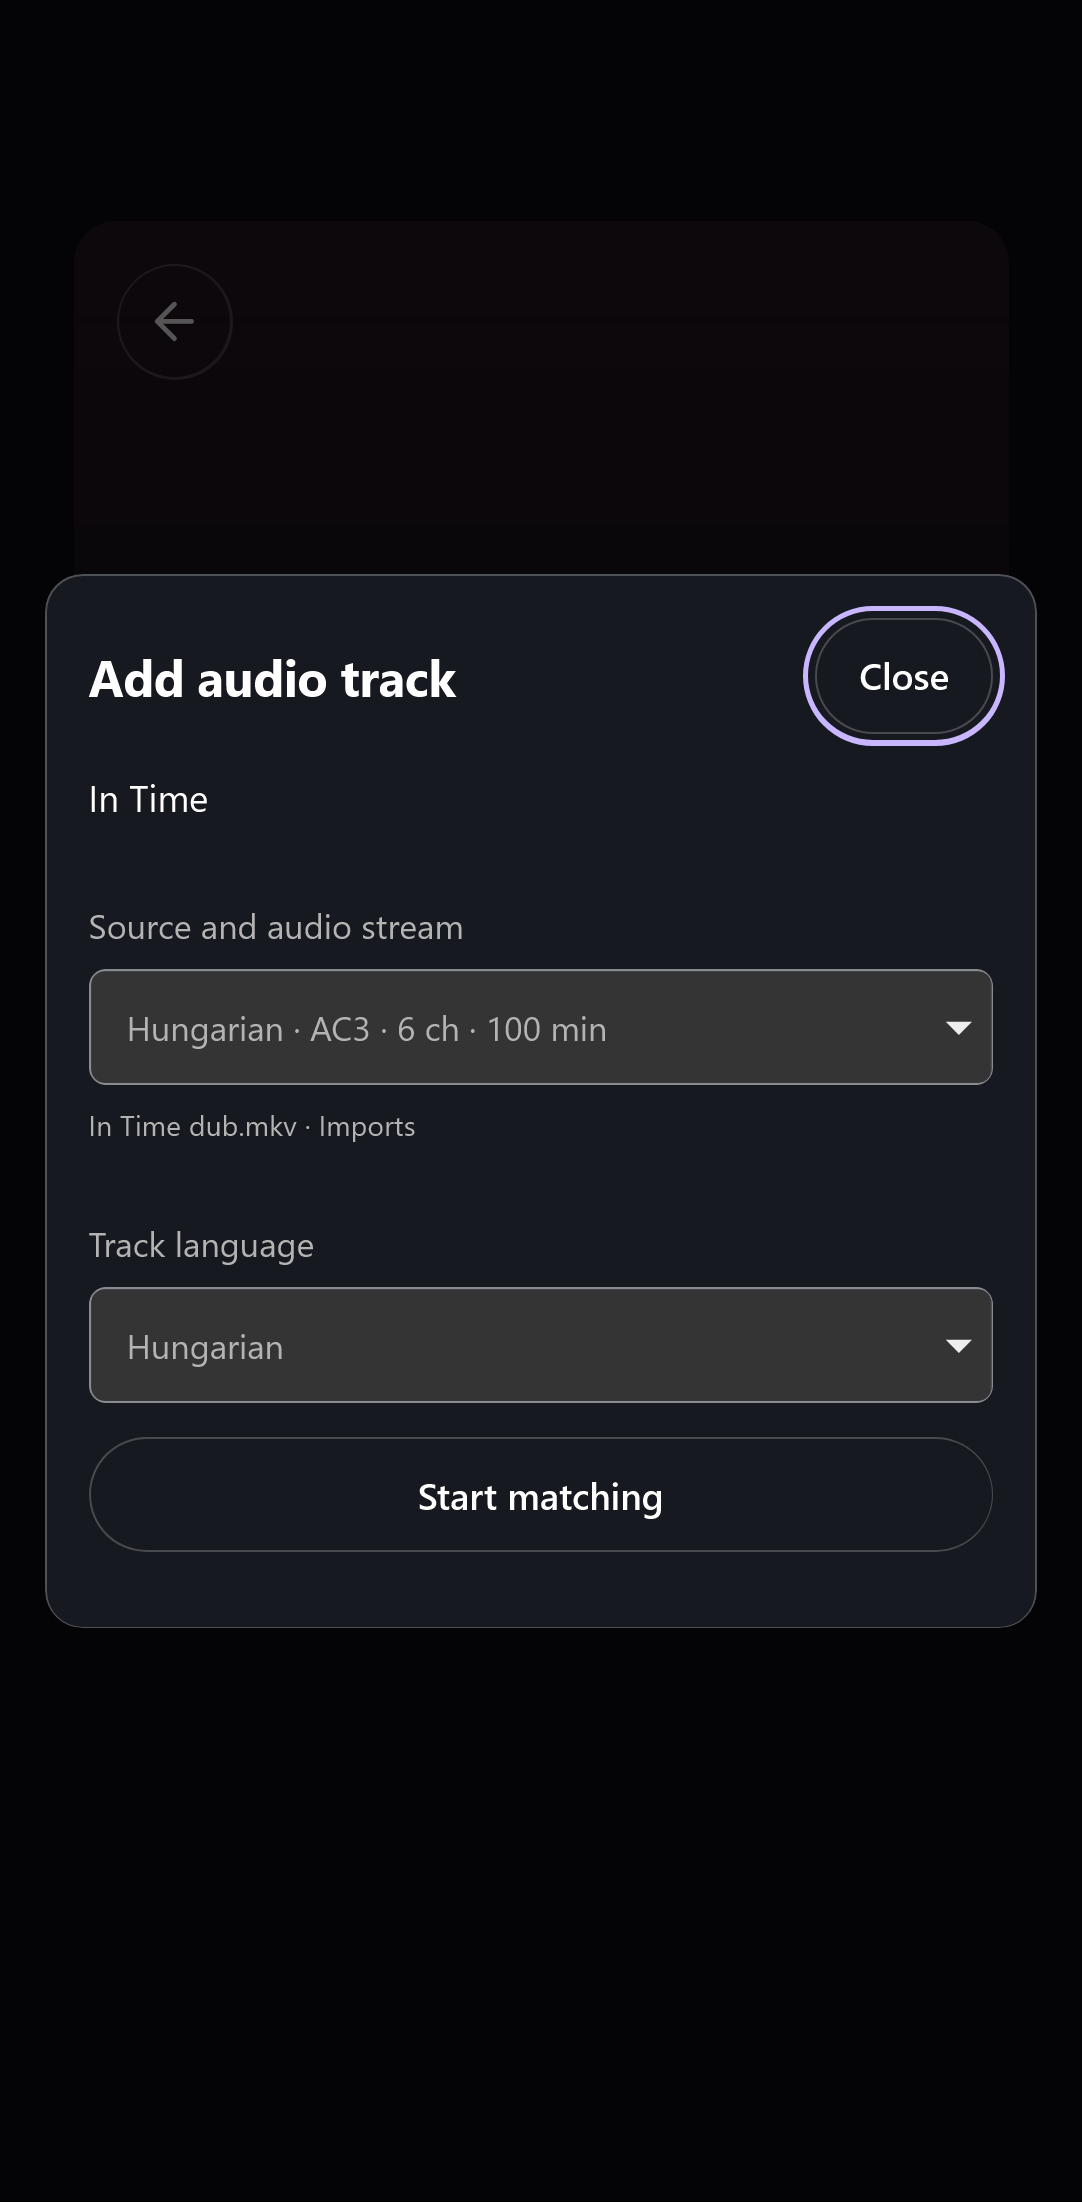 Add audio track
Close
In Time
Source and audio stream
Hungarian · AC3 · 6 ch · 100 min
In Time dub.mkv · Imports
Track language
Hungarian
Start matching